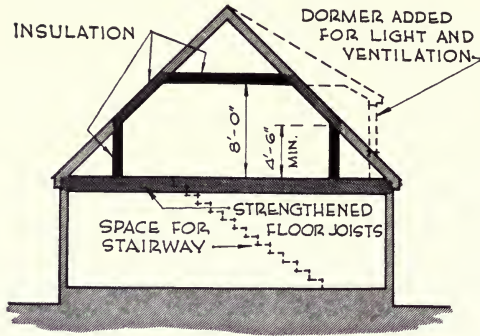 INSULATION
DORMER ADDED
FOR LIGHT AND
VENTILATION
8'-0"
4'-6"
MIN.
STRENGTHENED
FLOOR JOISTS
SPACE FOR
STAIRWAY